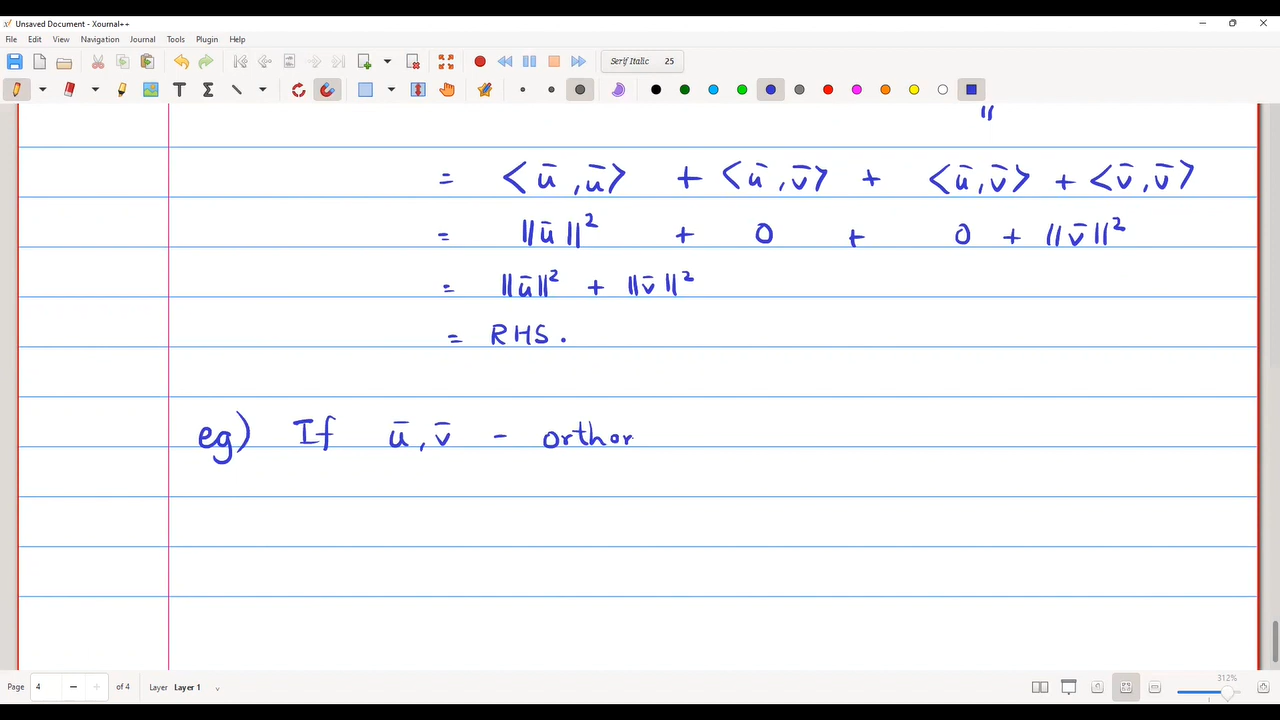 Unsaved Document - Xournal++
File Edit View Navigation Journal Tools Plugin Help
Serif Italic 25
= <ū,ū> + <ū,v̄> + <ū,v̄> + <v̄,v̄>
= ||ū||² + 0 + 0 + ||v̄||²
= ||ū||² + ||v̄||²
= RHS.
eg) If ū,v̄ - orthor
Page 4 of 4 Layer Layer 1 312%